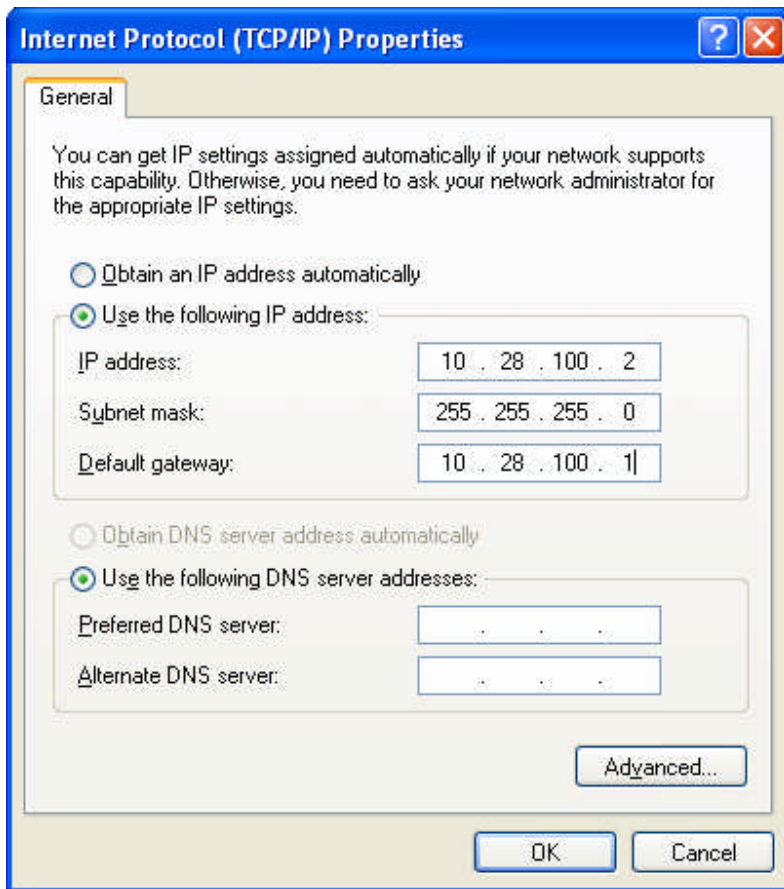 Internet Protocol (TCP/IP) Properties
General
You can get IP settings assigned automatically if your network supports
this capability. Otherwise, you need to ask your network administrator for
the appropriate IP settings.
Obtain an IP address automatically
Use the following IP address:
IP address: 10 . 28 . 100 . 2
Subnet mask: 255 . 255 . 255 . 0
Default gateway: 10 . 28 . 100 . 1
Obtain DNS server address automatically
Use the following DNS server addresses:
Preferred DNS server: . . .
Alternate DNS server: . . .
Advanced...
OK Cancel